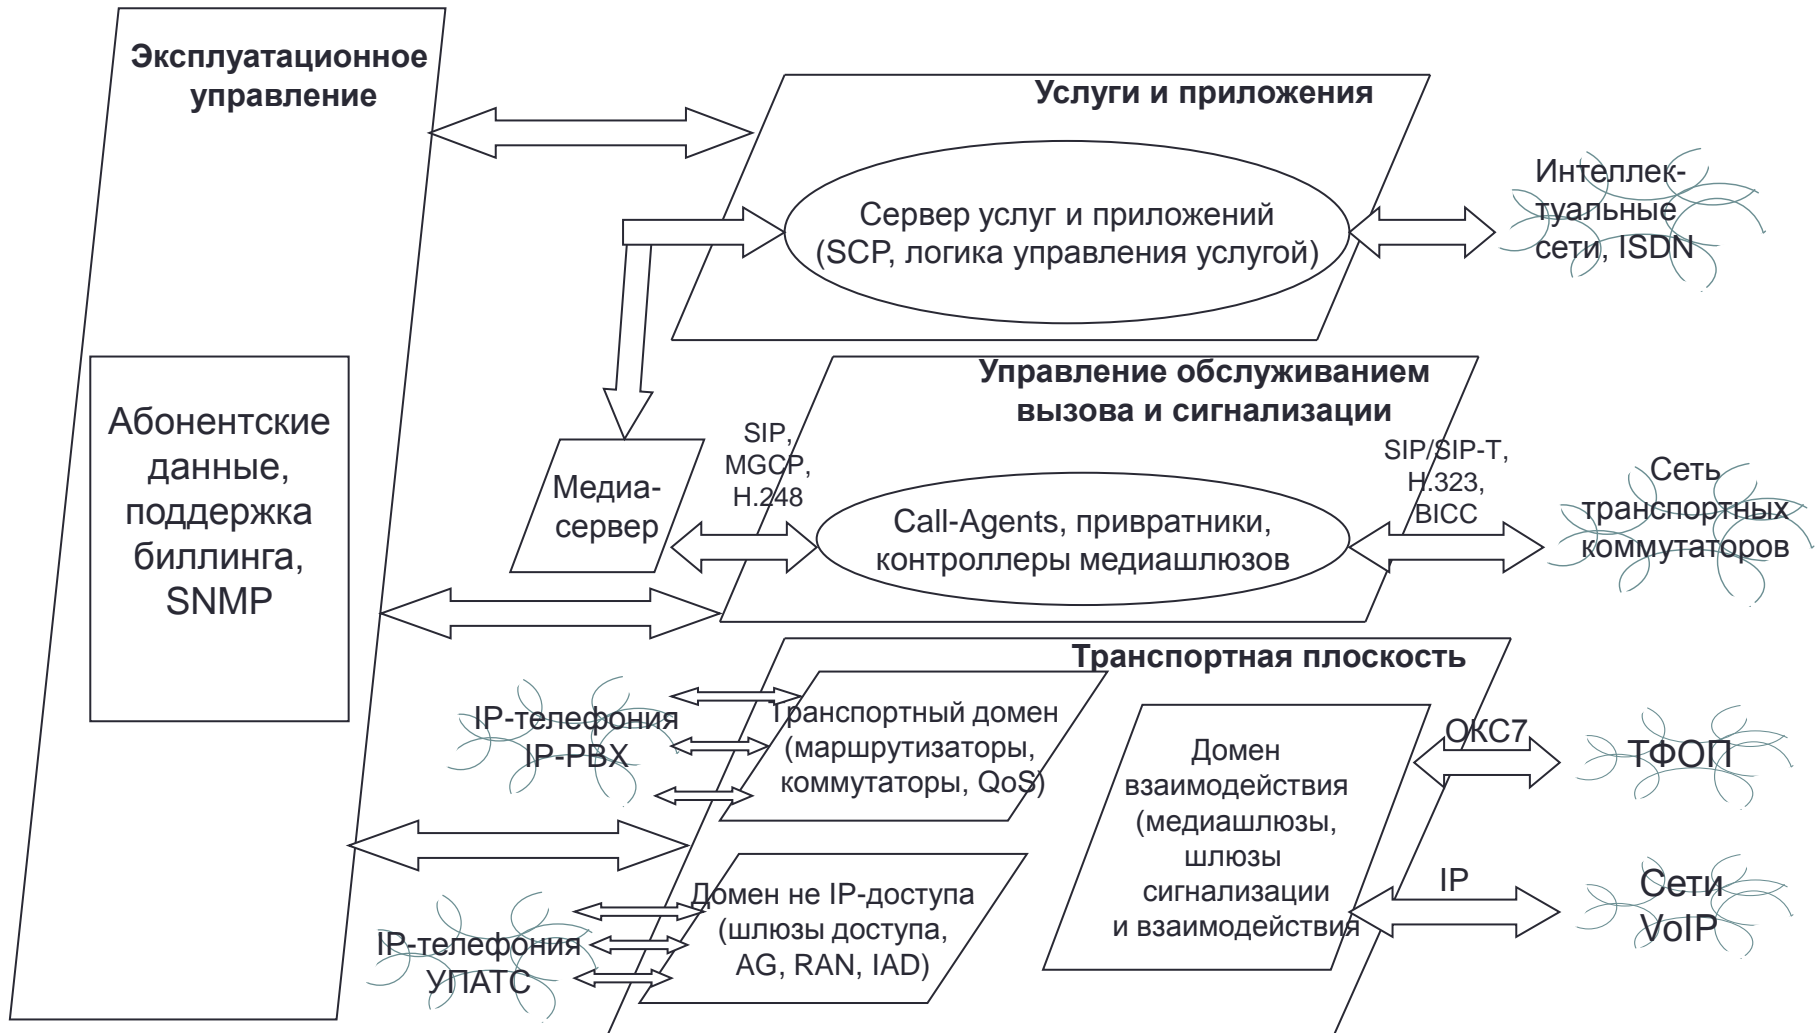 Эксплуатационное
управление
Абонентские
данные,
поддержка
биллинга,
SNMP
Услуги и приложения
Сервер услуг и приложений
(SCP, логика управления услугой)
Интеллек-
туальные
сети, ISDN
Управление обслуживанием
вызова и сигнализации
Медиа-
сервер
SIP,
MGCP,
H.248
Call-Agents, привратники,
контроллеры медиашлюзов
SIP/SIP-T,
H.323,
BICC
Сеть
транспортных
коммутаторов
Транспортная плоскость
IP-телефония
IP-PBX
Транспортный домен
(маршрутизаторы,
коммутаторы, QoS)
IP-телефония
УПАТС
Домен не IP-доступа
(шлюзы доступа,
AG, RAN, IAD)
Домен
взаимодействия
(медиашлюзы,
шлюзы
сигнализации
и взаимодействия
ОКС7
ТФОП
IP
Сети
VoIP